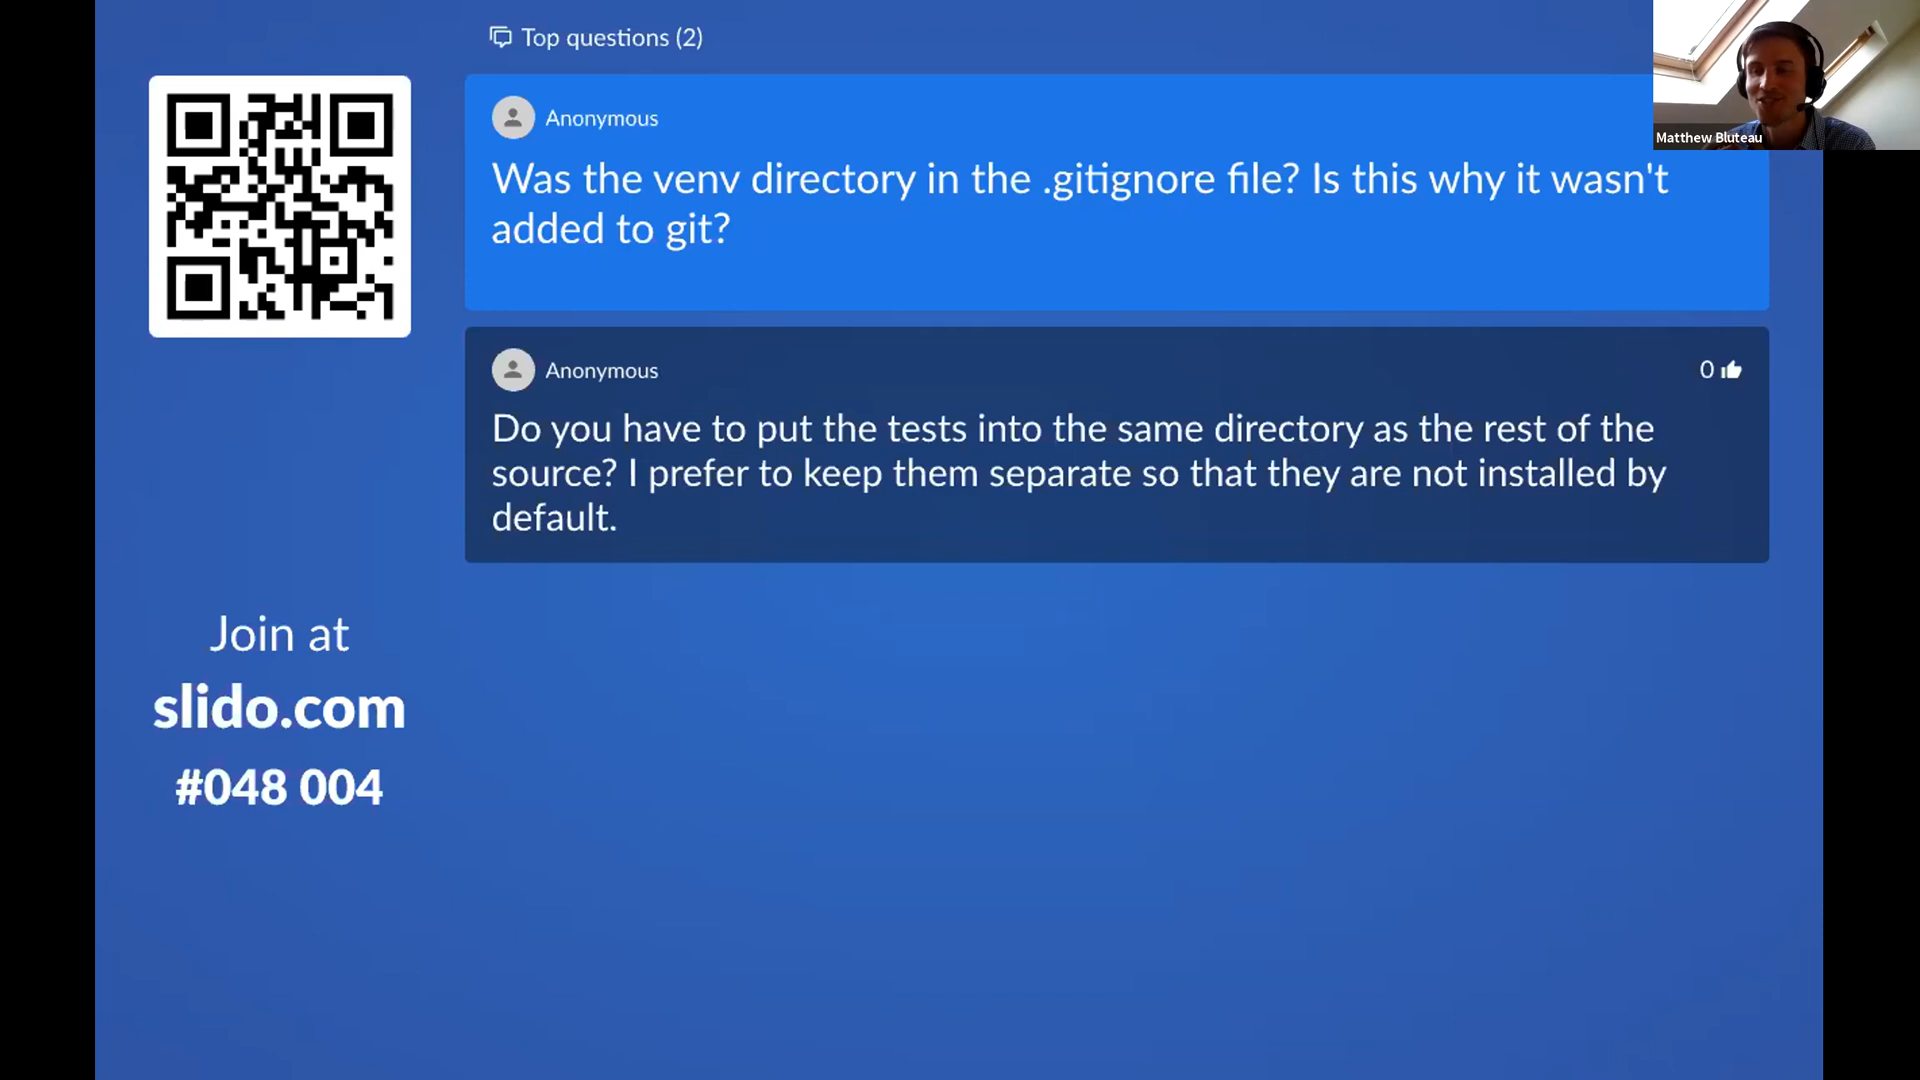 Top questions (2)
Anonymous
Was the venv directory in the .gitignore file? Is this why it wasn't
added to git?
Anonymous
0
Do you have to put the tests into the same directory as the rest of the
source? I prefer to keep them separate so that they are not installed by
default.
Join at
slido.com
#048 004
Matthew Bluteau